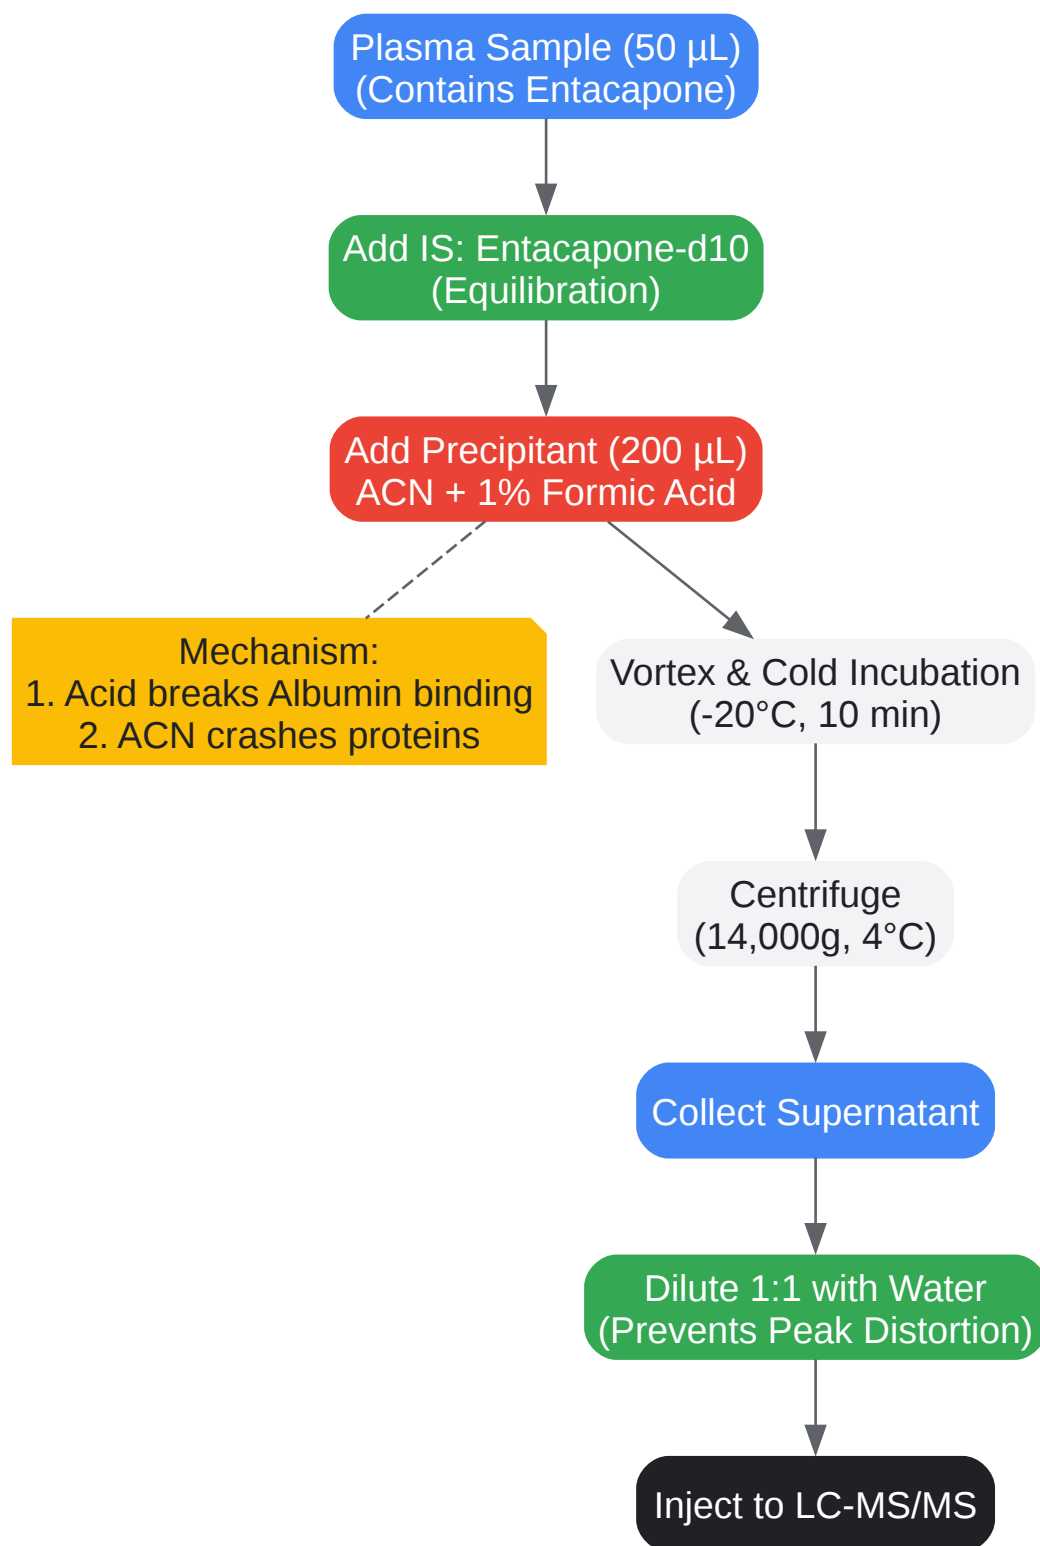 Plasma Sample (50 µL)
(Contains Entacapone)
Add IS: Entacapone-d10
(Equilibration)
Add Precipitant (200 µL)
ACN + 1% Formic Acid
Mechanism:
1. Acid breaks Albumin binding
2. ACN crashes proteins
Vortex & Cold Incubation
(-20°C, 10 min)
Centrifuge
(14,000g, 4°C)
Collect Supernatant
Dilute 1:1 with Water
(Prevents Peak Distortion)
Inject to LC-MS/MS